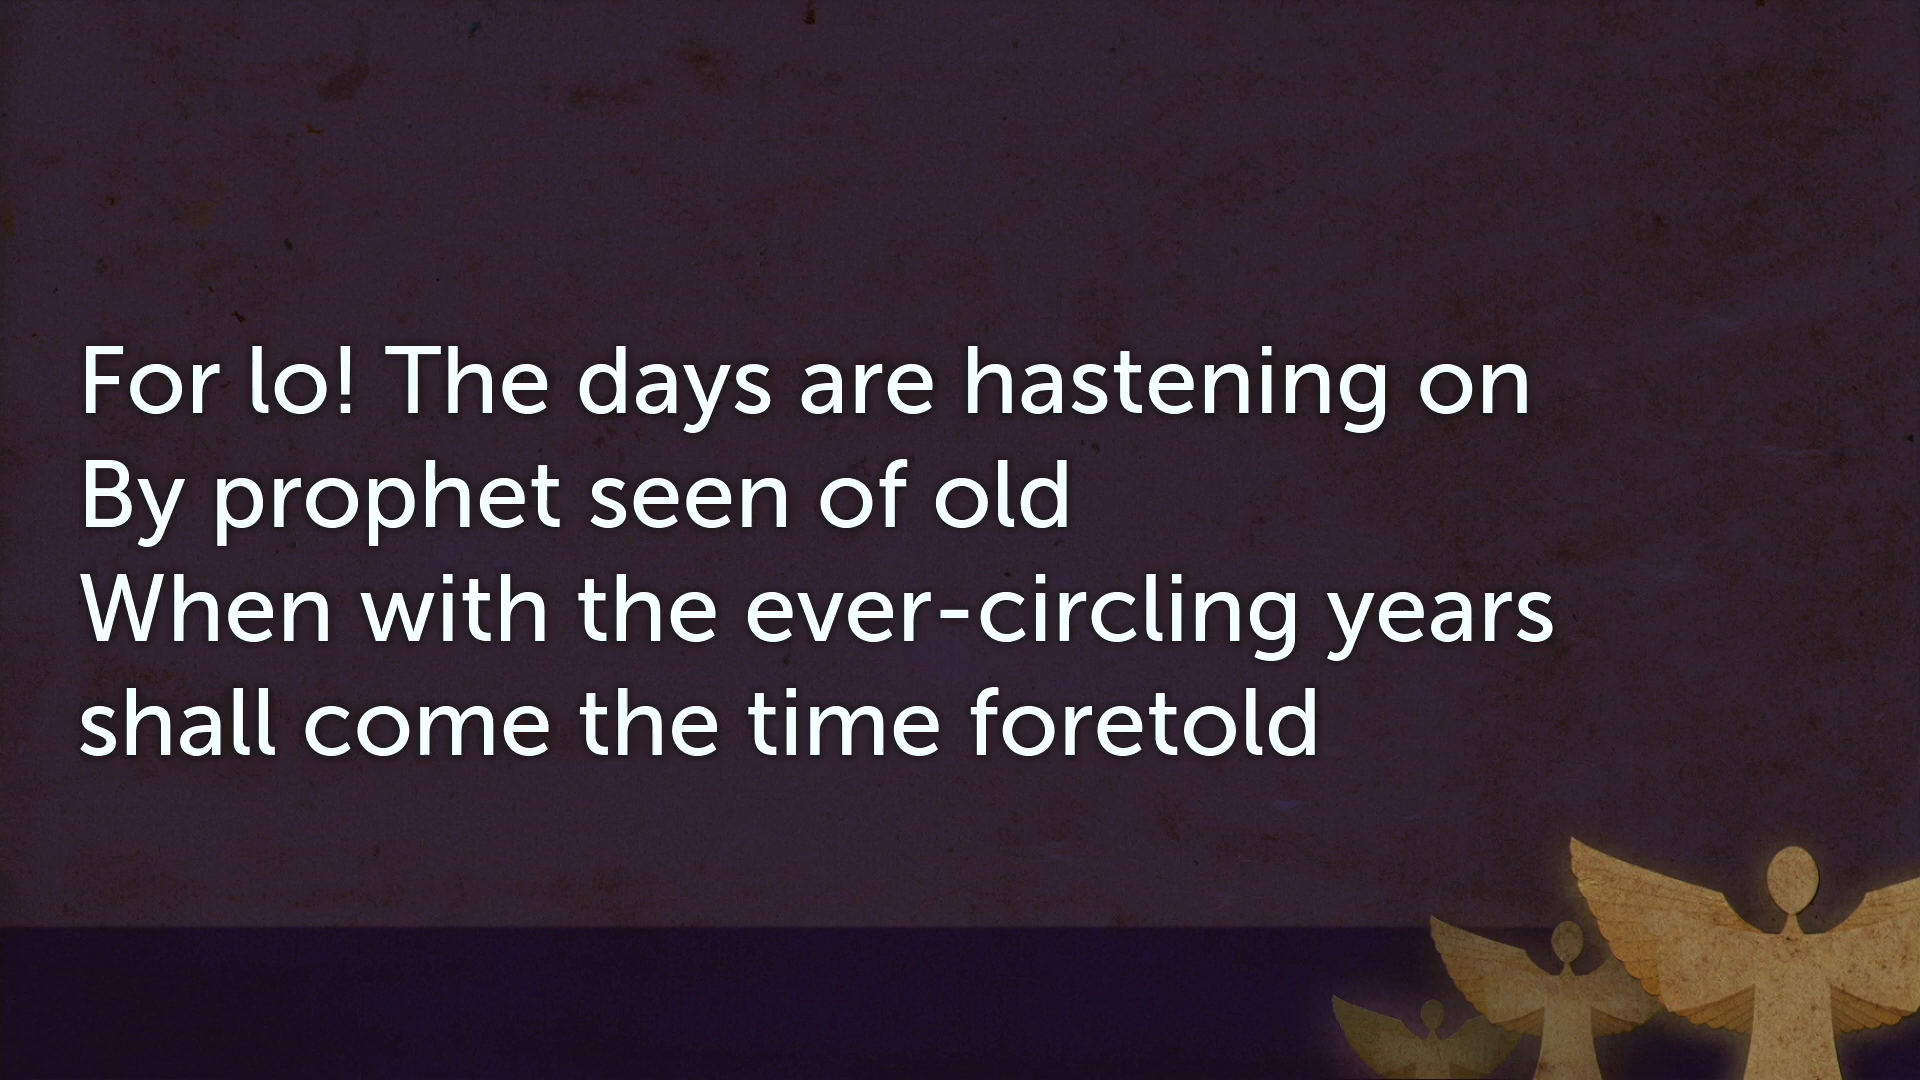 For lo! The days are hastening on
By prophet seen of old
When with the ever-circling years
shall come the time foretold